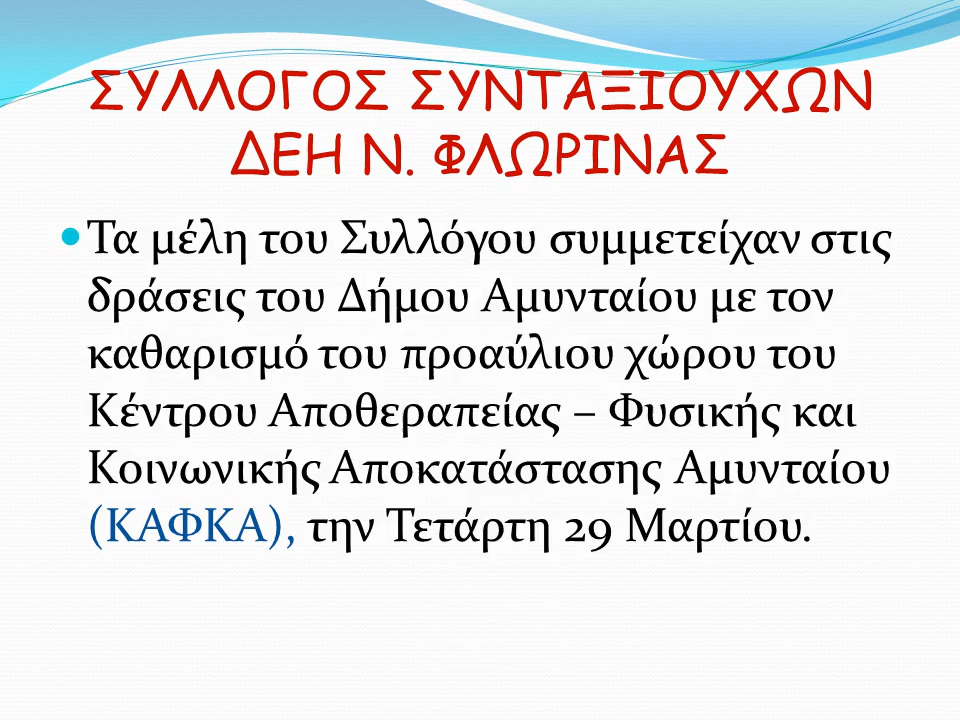 ΣΥΛΛΟΓΟΣ ΣΥΝΤΑΞΙΟΥΧΩΝ
ΔΕΗ Ν. ΦΛΩΡΙΝΑΣ
• Τα μέλη του Συλλόγου συμμετείχαν στις
δράσεις του Δήμου Αμυνταίου με τον
καθαρισμό του προαύλιου χώρου του
Κέντρου Αποθεραπείας – Φυσικής και
Κοινωνικής Αποκατάστασης Αμυνταίου
(ΚΑΦΚΑ), την Τετάρτη 29 Μαρτίου.